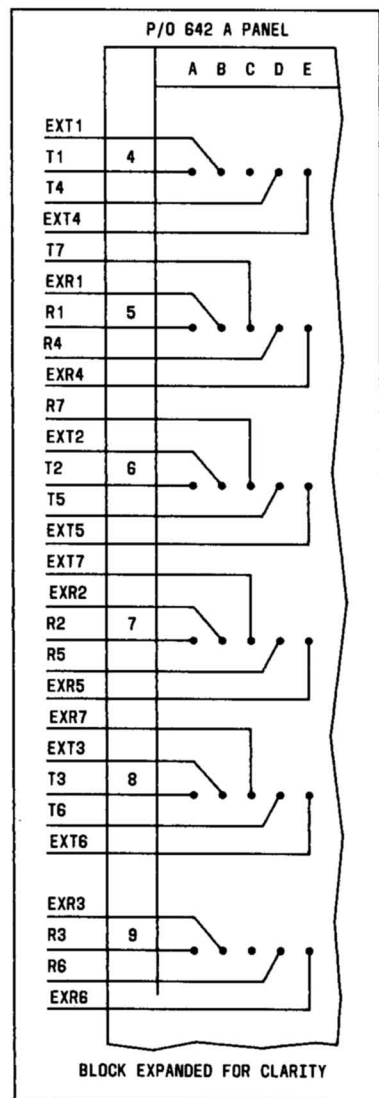 P/O 642 A PANEL
A B C D E
EXT1
T1 4
T4
EXT4
T7
EXR1
R1 5
R4
EXR4
R7
EXT2
T2 6
T5
EXT5
EXT7
EXR2
R2 7
R5
EXR5
EXR7
EXT3
T3 8
T6
EXT6
EXR3
R3 9
R6
EXR6
BLOCK EXPANDED FOR CLARITY